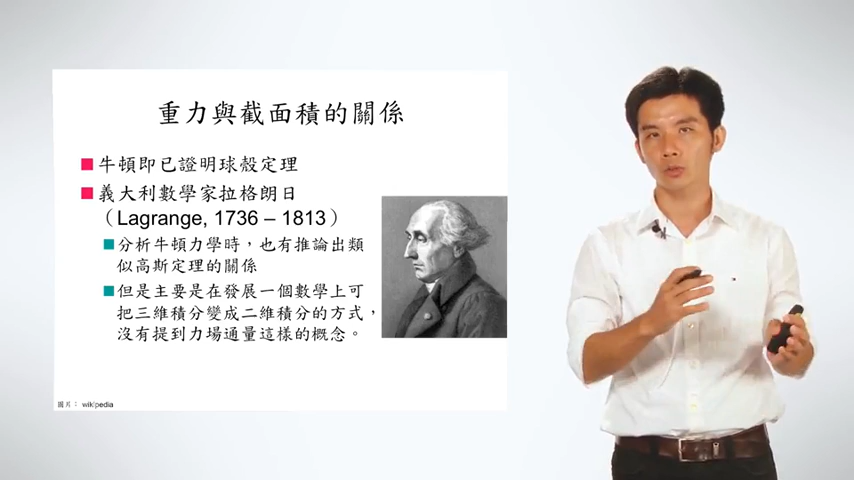 重力與截面積的關係
牛頓即已證明球殼定理
義大利數學家拉格朗日
（Lagrange, 1736 – 1813）
分析牛頓力學時，也有推論出類
似高斯定理的關係
但是主要是在發展一個數學上可
把三維積分變成二維積分的方式，
沒有提到力場通量這樣的概念。
圖片： wikipedia